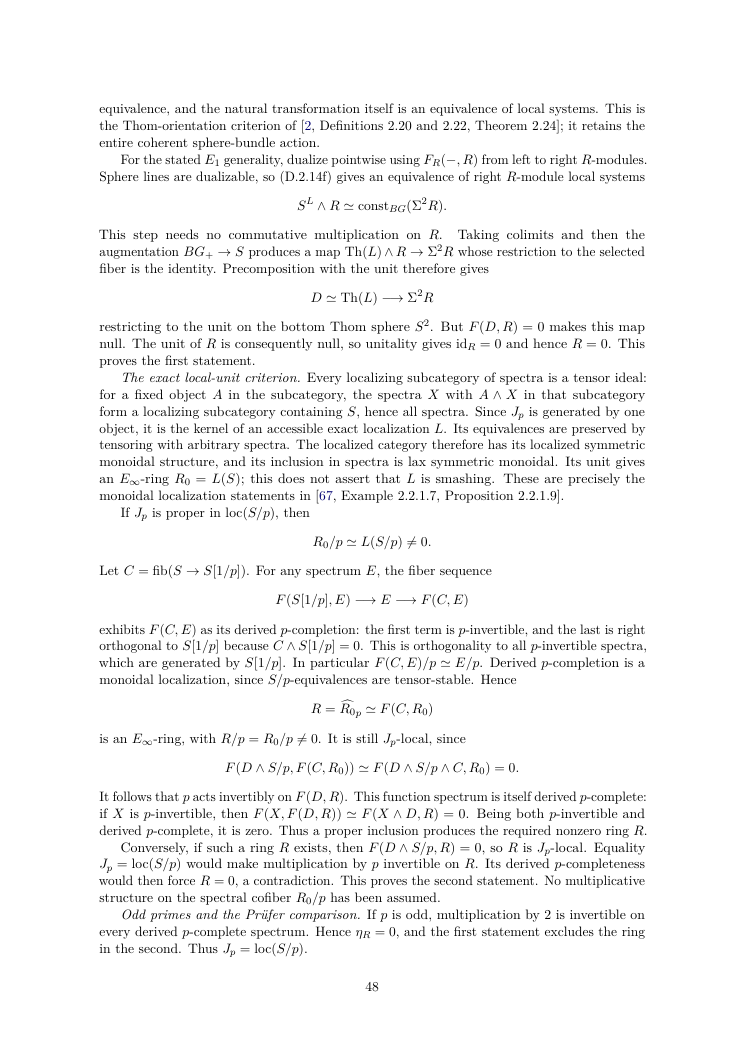 equivalence, and the natural transformation itself is an equivalence of local systems. This is
the Thom-orientation criterion of [2, Definitions 2.20 and 2.22, Theorem 2.24]; it retains the
entire coherent sphere-bundle action.
For the stated E₁ generality, dualize pointwise using F_R(−, R) from left to right R-modules.
Sphere lines are dualizable, so (D.2.14f) gives an equivalence of right R-module local systems
S^L ∧ R ≃ const_{BG}(Σ²R).
This step needs no commutative multiplication on R. Taking colimits and then the
augmentation BG₊ → S produces a map Th(L) ∧ R → Σ²R whose restriction to the selected
fiber is the identity. Precomposition with the unit therefore gives
D ≃ Th(L) ⟶ Σ²R
restricting to the unit on the bottom Thom sphere S². But F(D, R) = 0 makes this map
null. The unit of R is consequently null, so unitality gives id_R = 0 and hence R = 0. This
proves the first statement.
The exact local-unit criterion. Every localizing subcategory of spectra is a tensor ideal:
for a fixed object A in the subcategory, the spectra X with A ∧ X in that subcategory
form a localizing subcategory containing S, hence all spectra. Since J_p is generated by one
object, it is the kernel of an accessible exact localization L. Its equivalences are preserved by
tensoring with arbitrary spectra. The localized category therefore has its localized symmetric
monoidal structure, and its inclusion in spectra is lax symmetric monoidal. Its unit gives
an E_∞-ring R₀ = L(S); this does not assert that L is smashing. These are precisely the
monoidal localization statements in [67, Example 2.2.1.7, Proposition 2.2.1.9].
If J_p is proper in loc(S/p), then
R₀/p ≃ L(S/p) ≠ 0.
Let C = fib(S → S[1/p]). For any spectrum E, the fiber sequence
F(S[1/p], E) ⟶ E ⟶ F(C, E)
exhibits F(C, E) as its derived p-completion: the first term is p-invertible, and the last is right
orthogonal to S[1/p] because C ∧ S[1/p] = 0. This is orthogonality to all p-invertible spectra,
which are generated by S[1/p]. In particular F(C, E)/p ≃ E/p. Derived p-completion is a
monoidal localization, since S/p-equivalences are tensor-stable. Hence
R = \widehat{R₀}_p ≃ F(C, R₀)
is an E_∞-ring, with R/p = R₀/p ≠ 0. It is still J_p-local, since
F(D ∧ S/p, F(C, R₀)) ≃ F(D ∧ S/p ∧ C, R₀) = 0.
It follows that p acts invertibly on F(D, R). This function spectrum is itself derived p-complete:
if X is p-invertible, then F(X, F(D, R)) ≃ F(X ∧ D, R) = 0. Being both p-invertible and
derived p-complete, it is zero. Thus a proper inclusion produces the required nonzero ring R.
Conversely, if such a ring R exists, then F(D ∧ S/p, R) = 0, so R is J_p-local. Equality
J_p = loc(S/p) would make multiplication by p invertible on R. Its derived p-completeness
would then force R = 0, a contradiction. This proves the second statement. No multiplicative
structure on the spectral cofiber R₀/p has been assumed.
Odd primes and the Prüfer comparison. If p is odd, multiplication by 2 is invertible on
every derived p-complete spectrum. Hence η_R = 0, and the first statement excludes the ring
in the second. Thus J_p = loc(S/p).
48